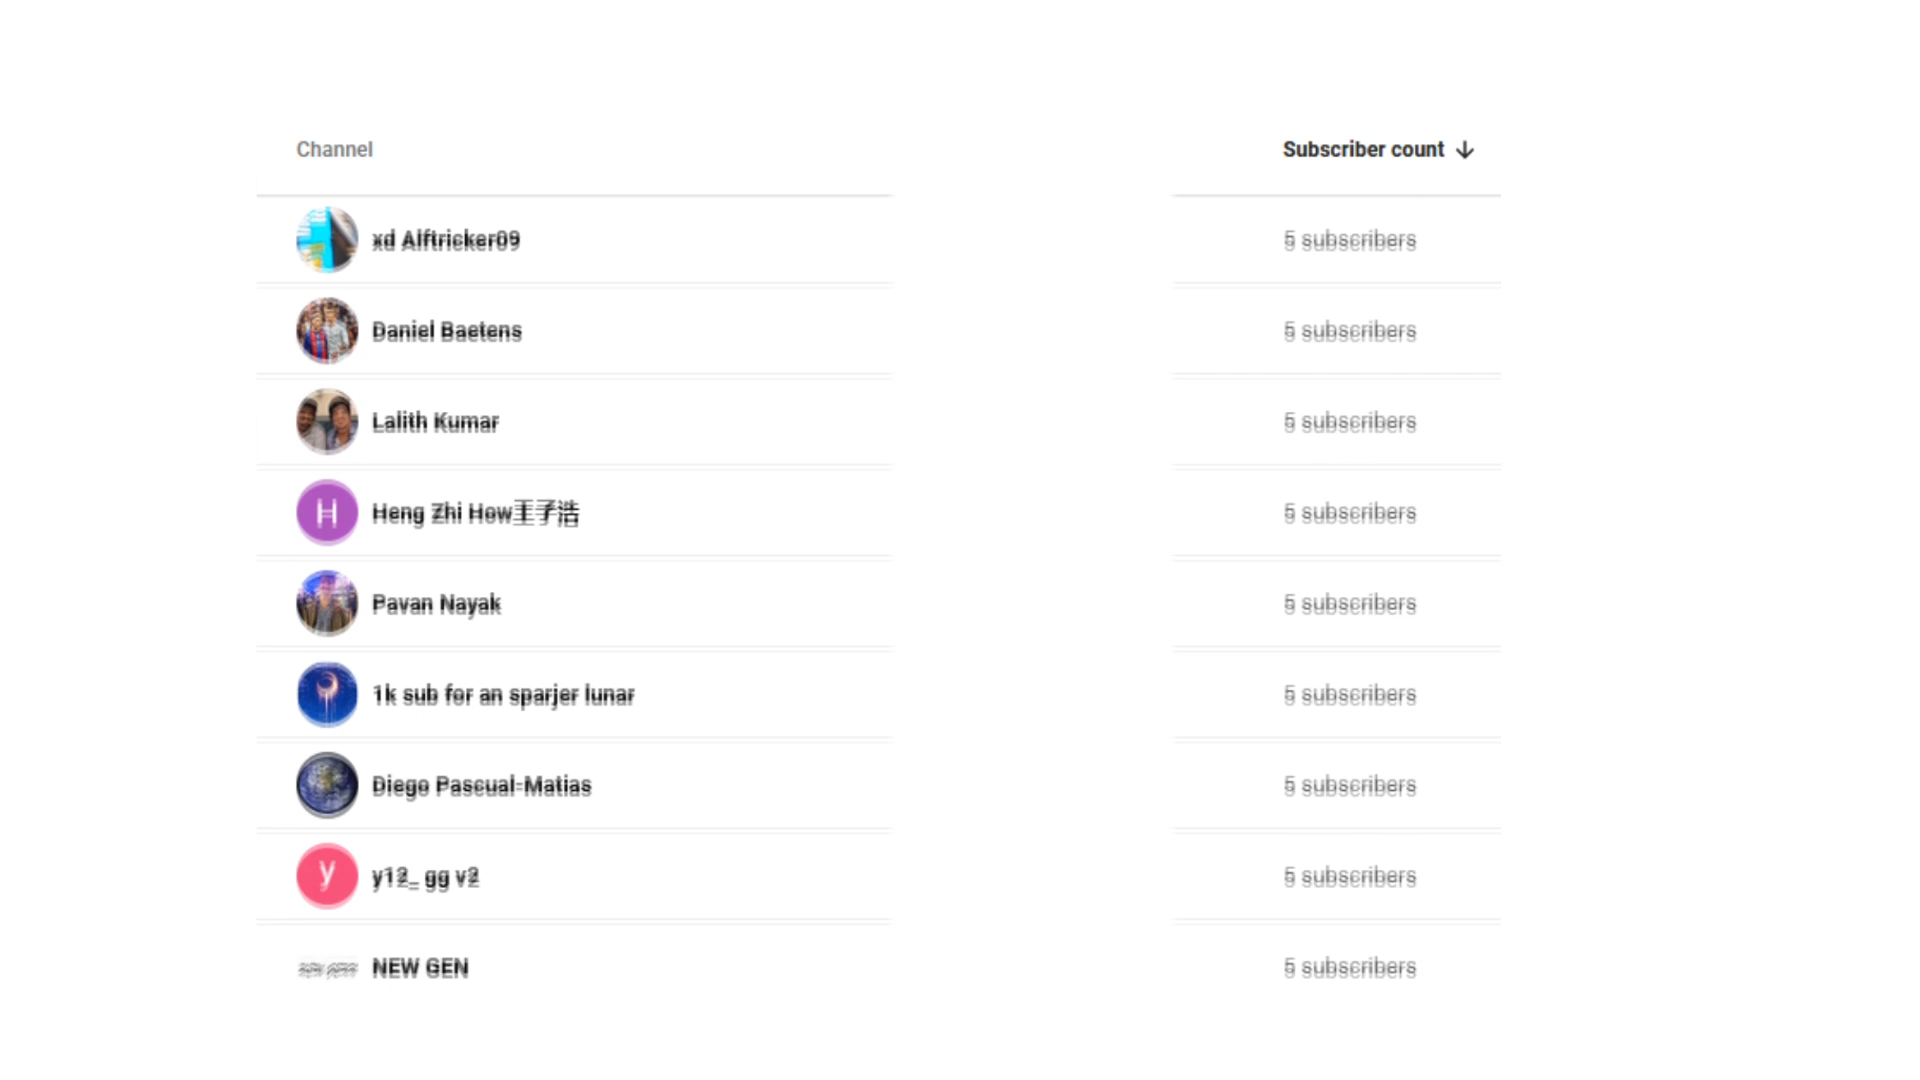 Channel Subscriber count
xd Alftricker09 5 subscribers
Daniel Baetens 5 subscribers
Lalith Kumar 5 subscribers
H Heng Zhi How王子浩 5 subscribers
Pavan Nayak 5 subscribers
1k sub for an sparjer lunar 5 subscribers
Diego Pascual-Matias 5 subscribers
y y12_ gg v2 5 subscribers
NEW GEN 5 subscribers